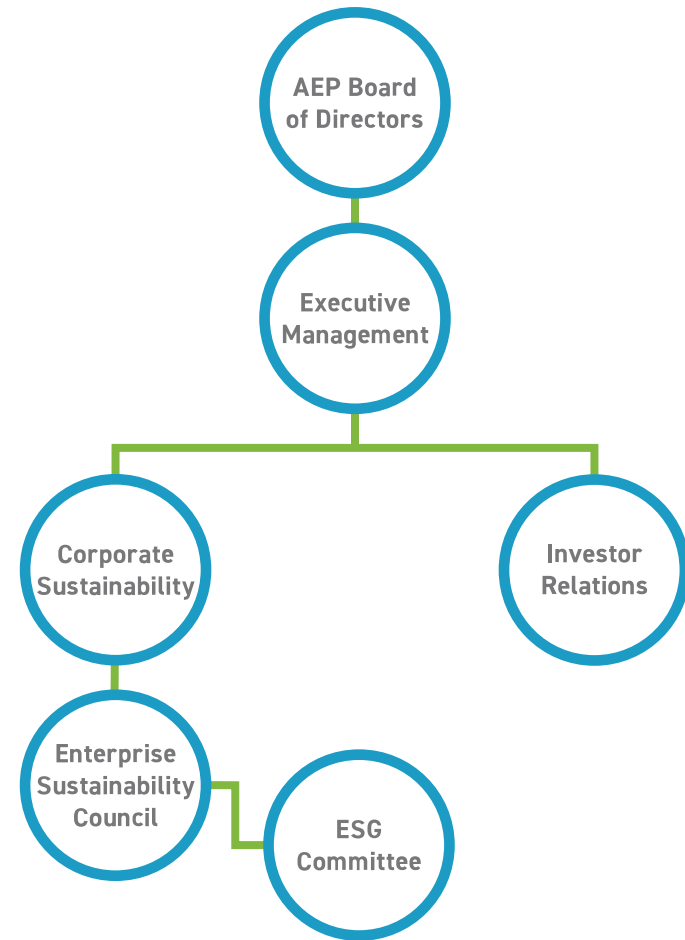 AEP Board
of Directors
Executive
Management
Corporate
Sustainability
Investor
Relations
Enterprise
Sustainability
Council
ESG
Committee